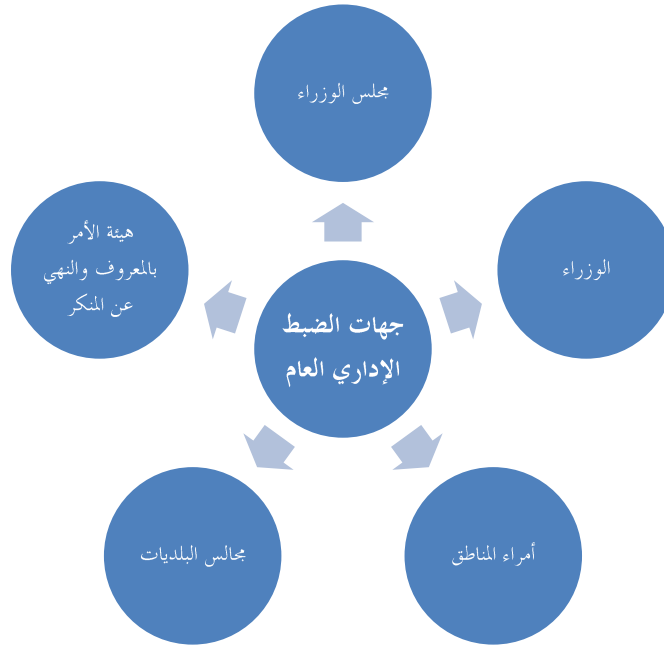 مجلس الوزراء
الوزراء
أمراء المناطق
مجالس البلديات
هيئة الأمر
بالمعروف والنهي
عن المنكر
جهات الضبط
الإداري العام